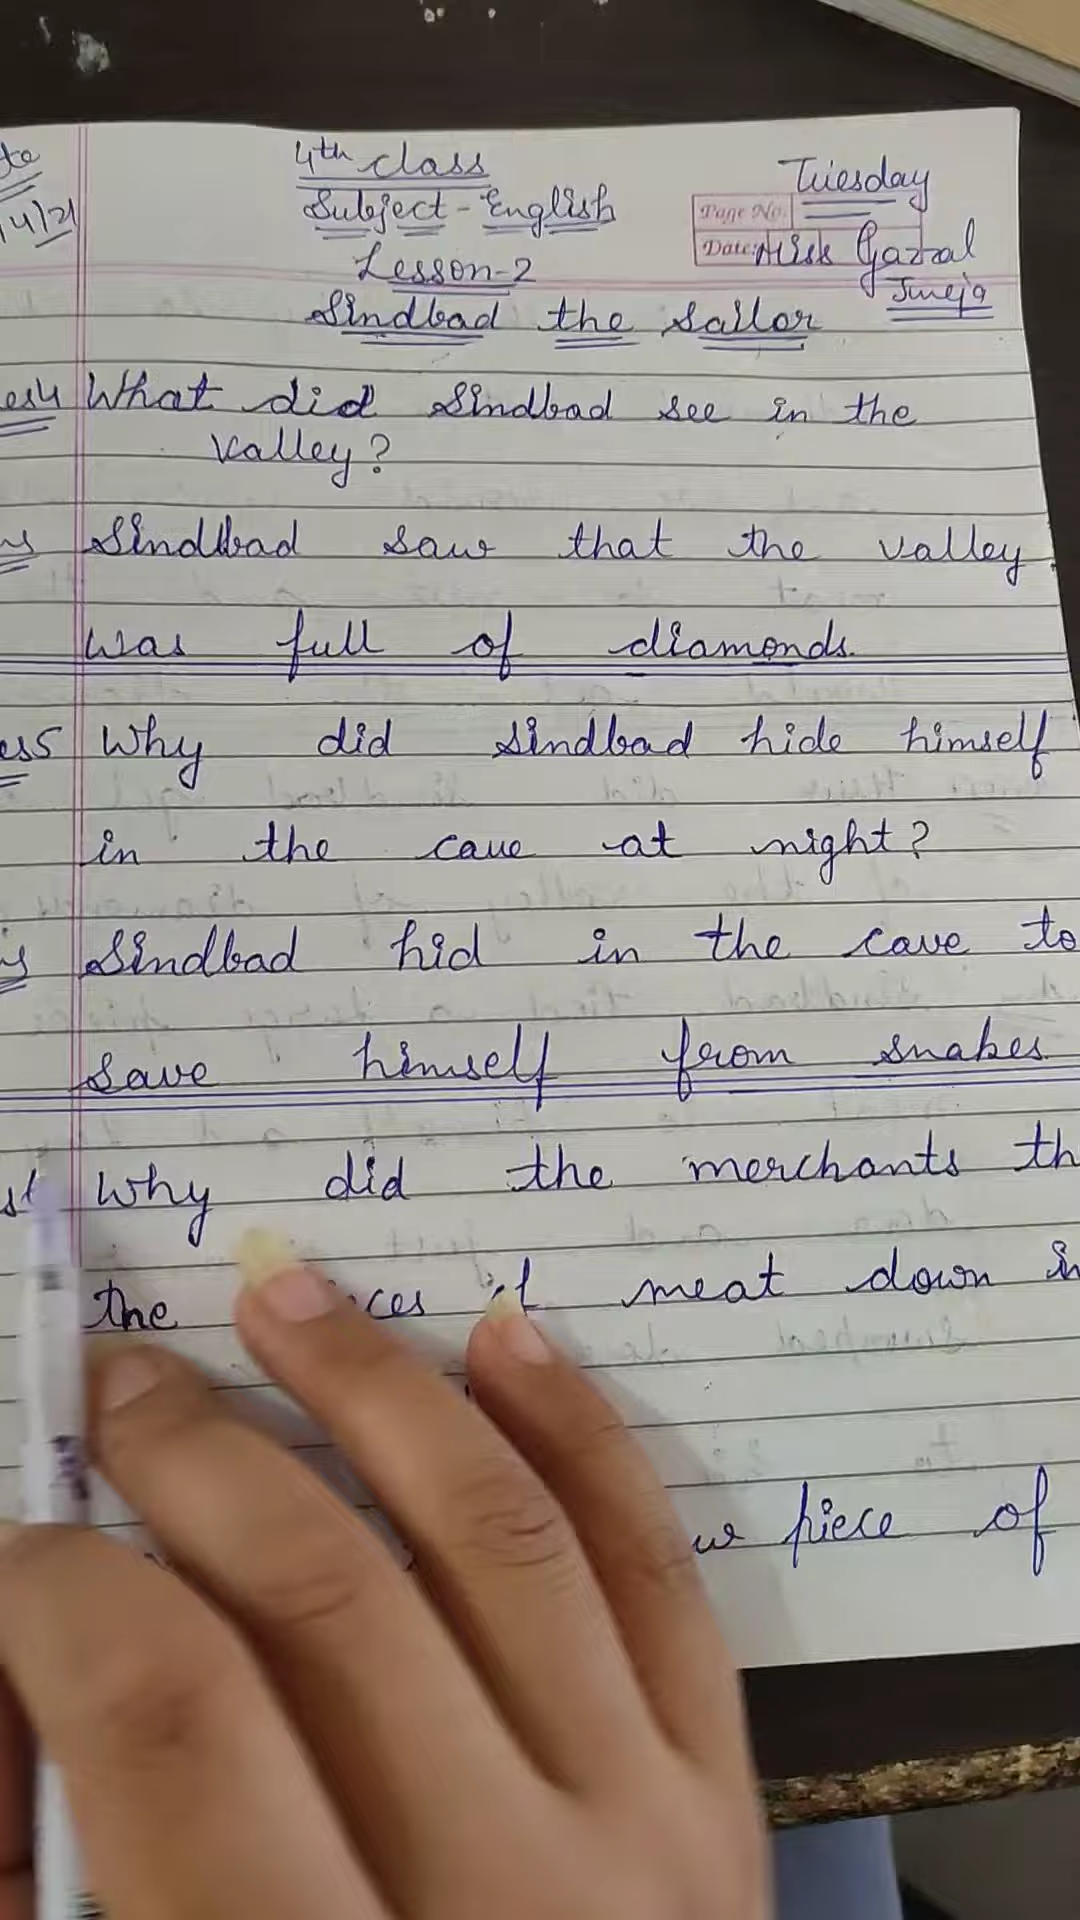 4th class
Tuesday
Subject - English
Page No.
Date: Miss Gazal
4/21
Lesson-2
Juneja
Sindbad the Sailor
What did Sindbad see in the
valley?
Sindbad saw that the valley
was full of diamonds.
Why did Sindbad hide himself
in the cave at night?
Sindbad hid in the cave to
save himself from snakes
Why did the merchants
the of meat down
piece of